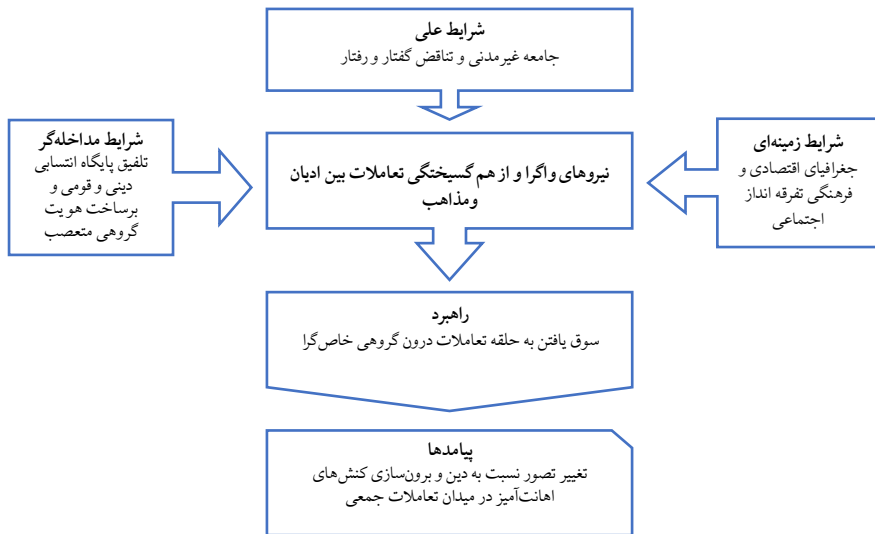 شرایط علی
جامعه غیرمدنی و تناقض گفتار و رفتار
شرایط زمینه‌ای
جغرافیای اقتصادی و
فرهنگی تفرقه انداز
اجتماعی
نیروهای واگرا و از هم گسیختگی تعاملات بین ادیان
ومذاهب
شرایط مداخله‌گر
تلفیق پایگاه انتسابی
دینی و قومی و
برساخت هویت
گروهی متعصب
راهبرد
سوق یافتن به حلقه تعاملات درون گروهی خاص‌گرا
پیامدها
تغییر تصور نسبت به دین و برون‌سازی کنش‌های
اهانت‌آمیز در میدان تعاملات جمعی